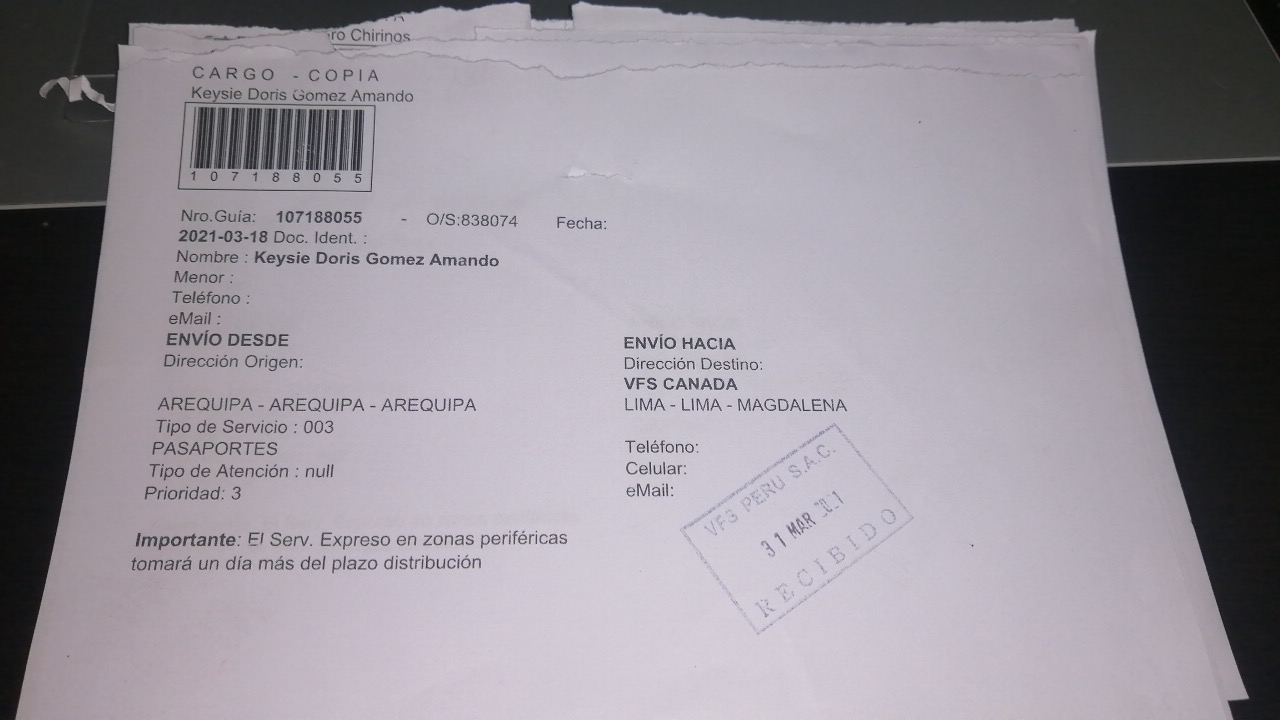 ro Chirinos
CARGO - COPIA
Keysie Doris Gomez Amando
107188055
Nro.Guía: 107188055 - O/S:838074 Fecha:
2021-03-18 Doc. Ident. :
Nombre : Keysie Doris Gomez Amando
Menor :
Teléfono :
eMail :
ENVÍO DESDE
Dirección Origen:
AREQUIPA - AREQUIPA - AREQUIPA
Tipo de Servicio : 003
PASAPORTES
Tipo de Atención : null
Prioridad: 3
ENVÍO HACIA
Dirección Destino:
VFS CANADA
LIMA - LIMA - MAGDALENA
Teléfono:
Celular:
eMail:
VFS PERU S.A.C.
31 MAR
RECIBIDO
Importante: El Serv. Expreso en zonas periféricas
tomará un día más del plazo distribución